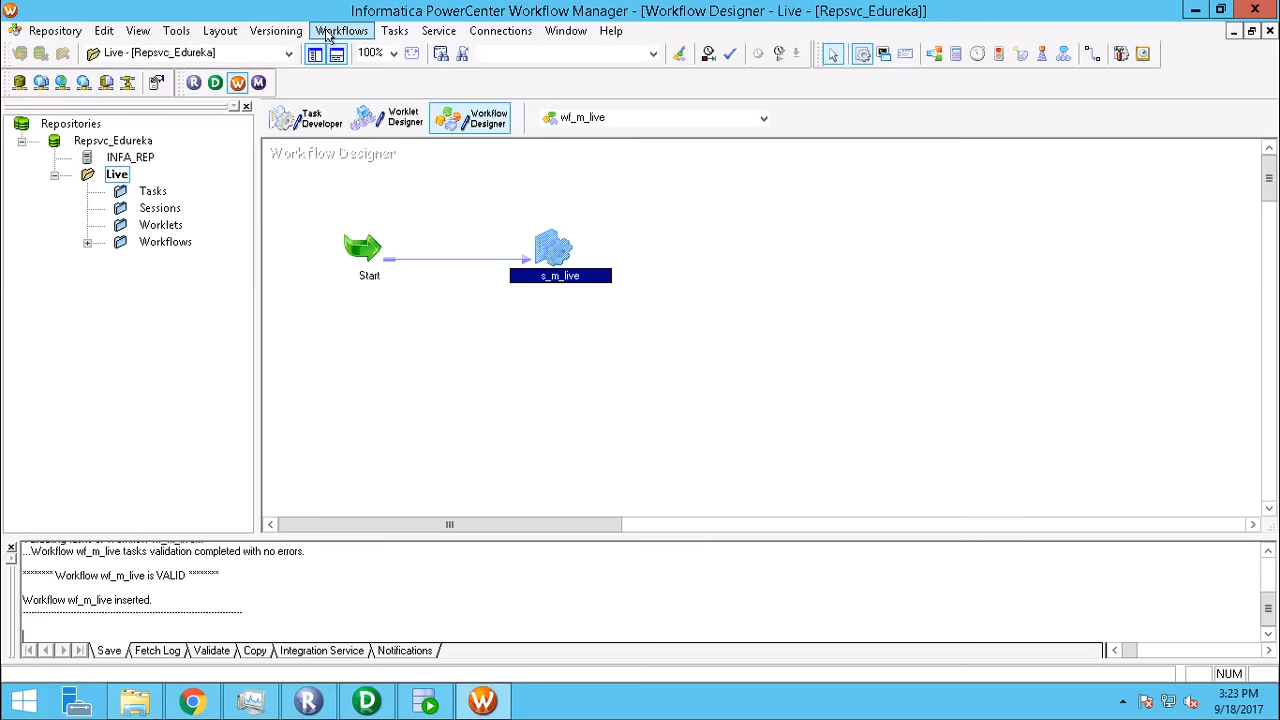 Informatica PowerCenter Workflow Manager - [Workflow Designer - Live - [Repsvc_Edureka]]
Repository Edit View Tools Layout Versioning Workflows Tasks Service Connections Window Help
Live - [Repsvc_Edureka] 100%
R D W M
Repositories
Repsvc_Edureka
INFA_REP
Live
Tasks
Sessions
Worklets
Workflows
Task Developer
Worklet Designer
Workflow Designer
wf_m_live
Workflow Designer
Start
s_m_live
...Workflow wf_m_live tasks validation completed with no errors.
******** Workflow wf_m_live is VALID ********
Workflow wf_m_live inserted.
Save Fetch Log Validate Copy Integration Service Notifications
NUM
R D W
3:23 PM
9/18/2017